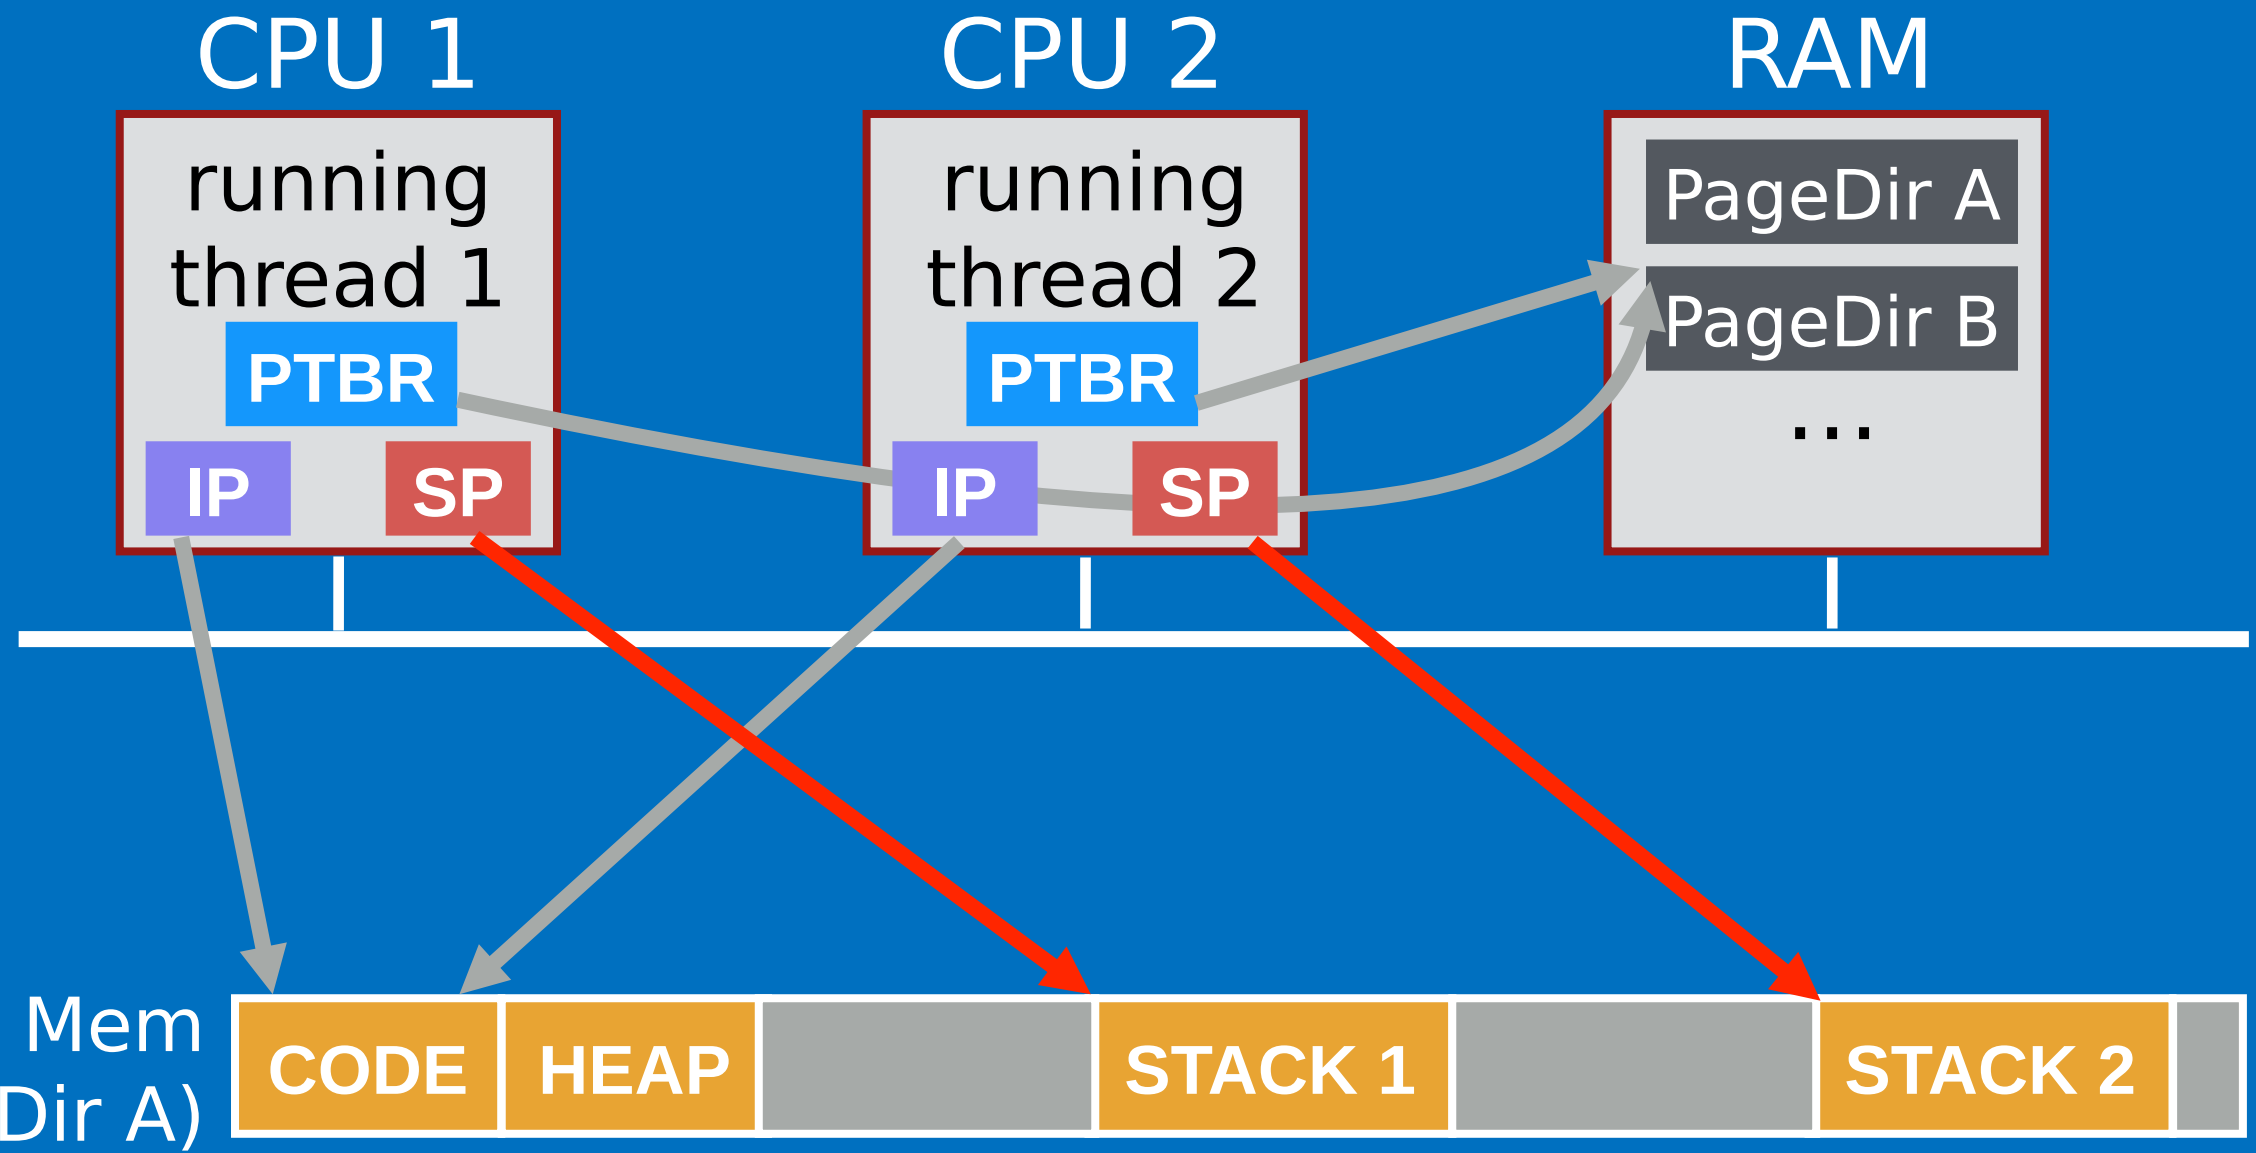 CPU 1
CPU 2
RAM
running
thread 1
PTBR
IP
SP
running
thread 2
PTBR
IP
SP
PageDir A
PageDir B
...
Mem
Dir A)
CODE
HEAP
STACK 1
STACK 2